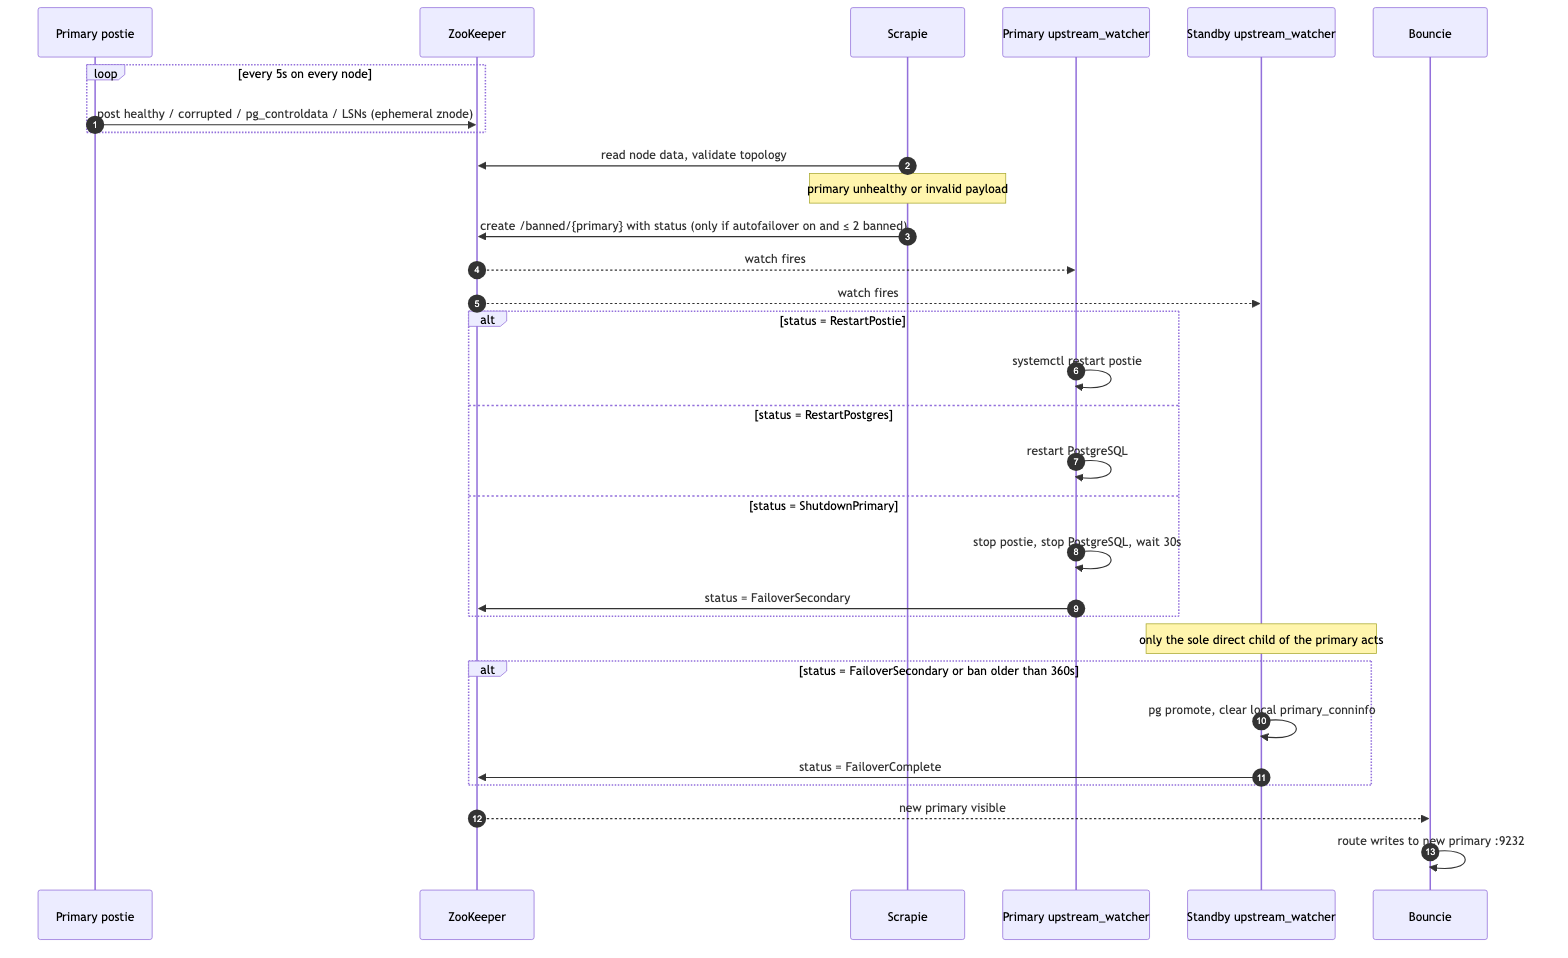 Primary postie
ZooKeeper
Scrapie
Primary upstream_watcher
Standby upstream_watcher
Bouncie
loop
[every 5s on every node]
post healthy / corrupted / pg_controldata / LSNs (ephemeral znode)
1
read node data, validate topology
2
primary unhealthy or invalid payload
create /banned/{primary} with status (only if autofailover on and ≤ 2 banned)
3
watch fires
4
watch fires
5
alt
[status = RestartPostie]
systemctl restart postie
6
[status = RestartPostgres]
restart PostgreSQL
7
[status = ShutdownPrimary]
stop postie, stop PostgreSQL, wait 30s
8
status = FailoverSecondary
9
only the sole direct child of the primary acts
alt
[status = FailoverSecondary or ban older than 360s]
pg promote, clear local primary_conninfo
10
status = FailoverComplete
11
new primary visible
12
route writes to new primary :9232
13
Primary postie
ZooKeeper
Scrapie
Primary upstream_watcher
Standby upstream_watcher
Bouncie